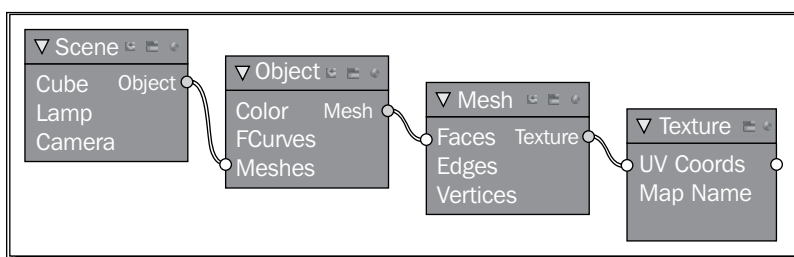 Scene
Cube Object
Lamp
Camera
Object
Color Mesh
FCurves
Meshes
Mesh
Faces Texture
Edges
Vertices
Texture
UV Coords
Map Name